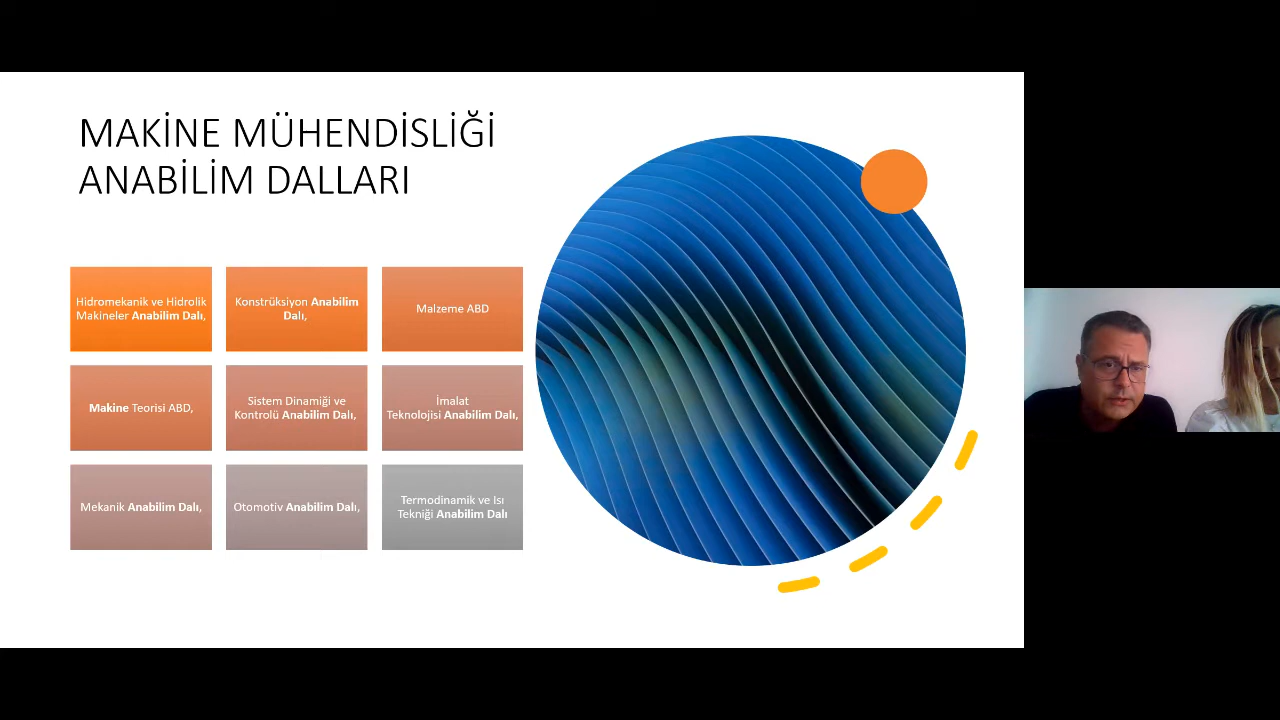 MAKİNE MÜHENDİSLİĞİ
ANABİLİM DALLARI
Hidromekanik ve Hidrolik
Makineler Anabilim Dalı,
Konstrüksiyon Anabilim
Dalı,
Malzeme ABD
Makine Teorisi ABD,
Sistem Dinamiği ve
Kontrolü Anabilim Dalı,
İmalat
Teknolojisi Anabilim Dalı,
Mekanik Anabilim Dalı,
Otomotiv Anabilim Dalı,
Termodinamik ve Isı
Tekniği Anabilim Dalı